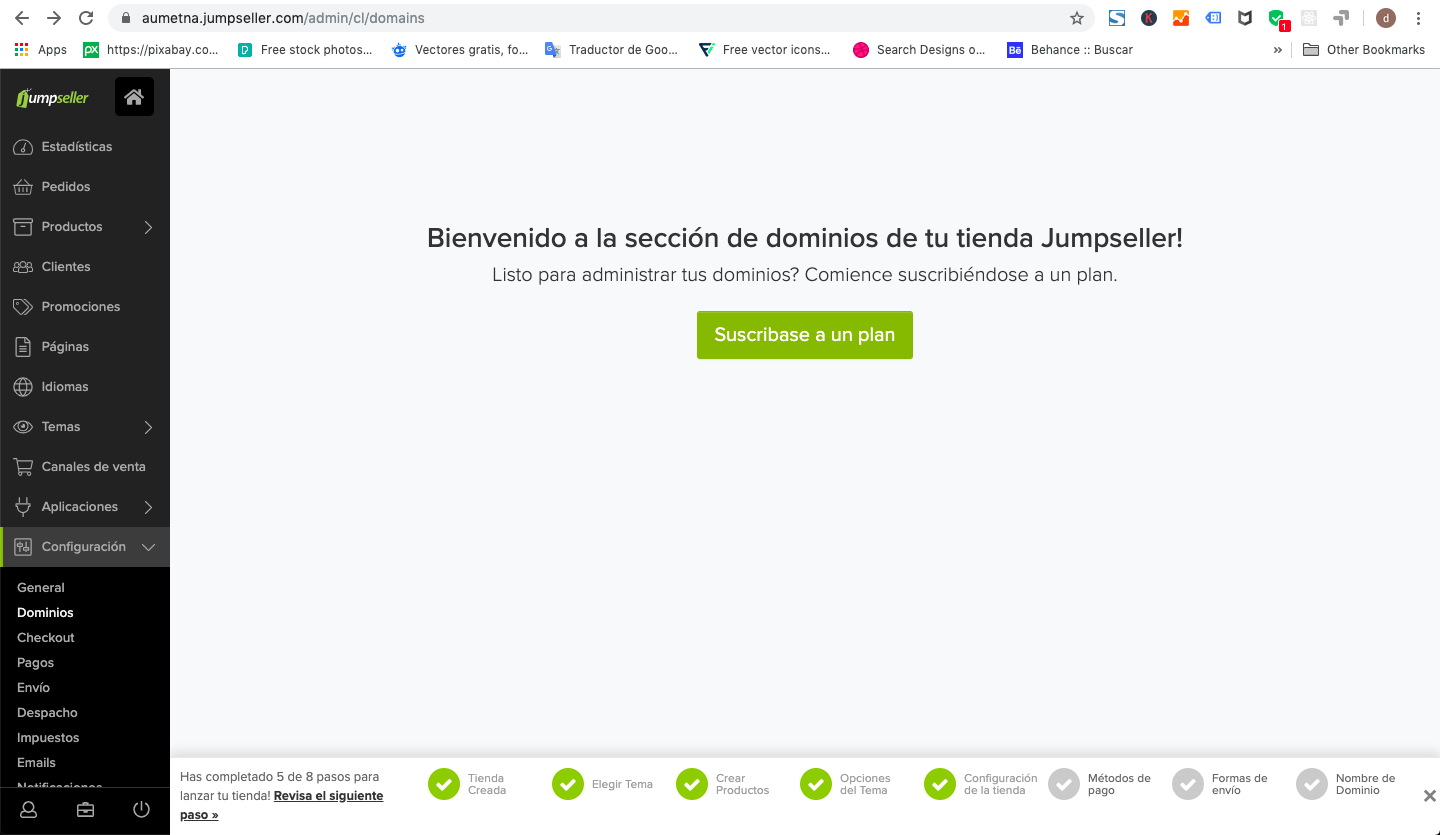 aumetna.jumpseller.com/admin/cl/domains
1
d
Apps
px https://pixabay.co...
Free stock photos...
Vectores gratis, fo...
Traductor de Goo...
Free vector icons...
Search Designs o...
Bē Behance :: Buscar
»
Other Bookmarks
jumpseller
Estadísticas
Pedidos
Productos
Clientes
Promociones
Páginas
Idiomas
Temas
Canales de venta
Aplicaciones
Configuración
General
Dominios
Checkout
Pagos
Envío
Despacho
Impuestos
Emails
Notificaciones
Bienvenido a la sección de dominios de tu tienda Jumpseller!
Listo para administrar tus dominios? Comience suscribiéndose a un plan.
Suscribase a un plan
Has completado 5 de 8 pasos para
lanzar tu tienda! Revisa el siguiente
paso »
Tienda
Creada
Elegir Tema
Crear
Productos
Opciones
del Tema
Configuración
de la tienda
Métodos de
pago
Formas de
envío
Nombre de
Dominio